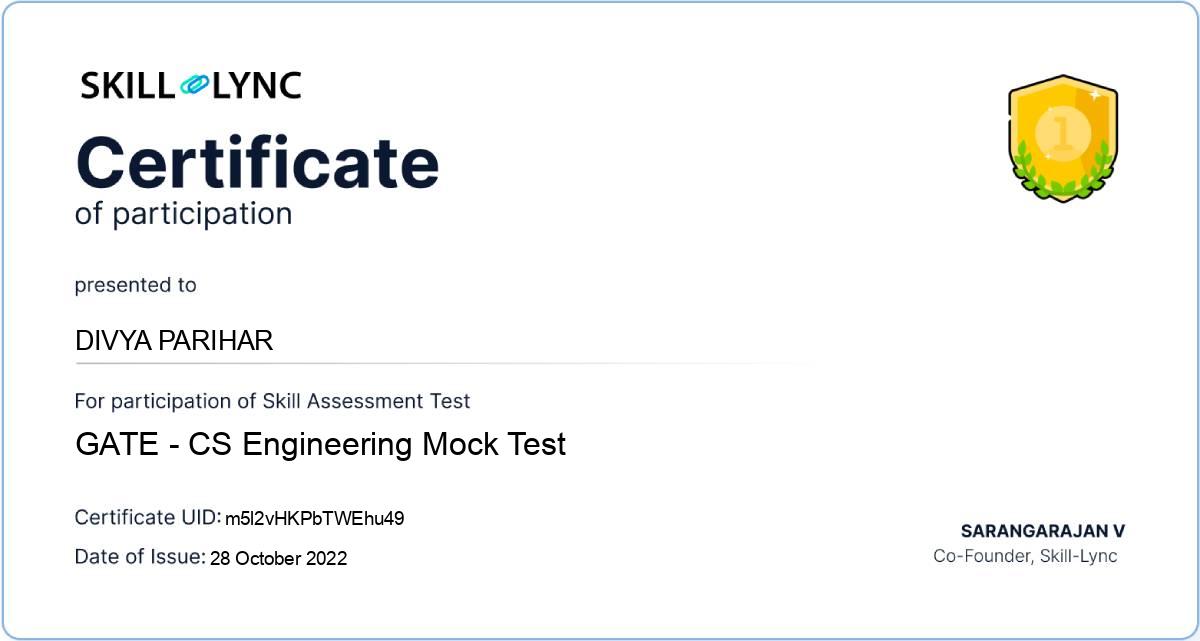 SKILL LYNC
Certificate
of participation
1
presented to
DIVYA PARIHAR
For participation of Skill Assessment Test
GATE - CS Engineering Mock Test
Certificate UID: m5l2vHKPbTWEhu49
Date of Issue: 28 October 2022
SARANGARAJAN V
Co-Founder, Skill-Lync